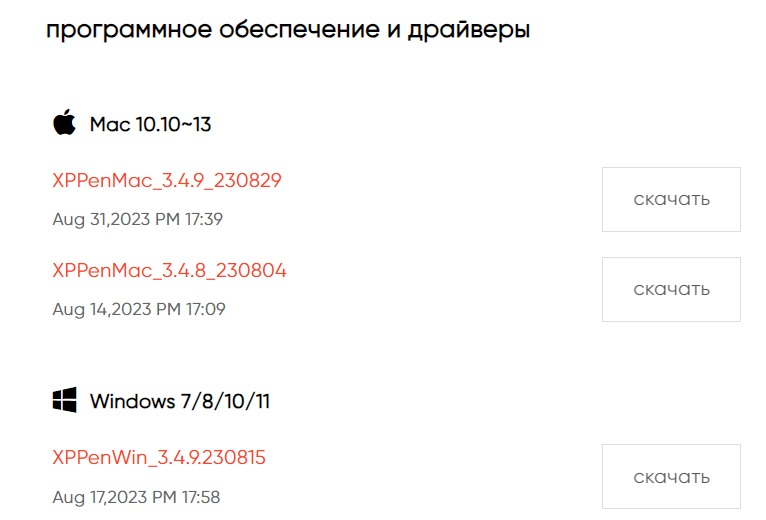 программное обеспечение и драйверы
Mac 10.10~13
XPPenMac_3.4.9_230829
Aug 31,2023 PM 17:39
скачать
XPPenMac_3.4.8_230804
Aug 14,2023 PM 17:09
скачать
Windows 7/8/10/11
XPPenWin_3.4.9.230815
Aug 17,2023 PM 17:58
скачать